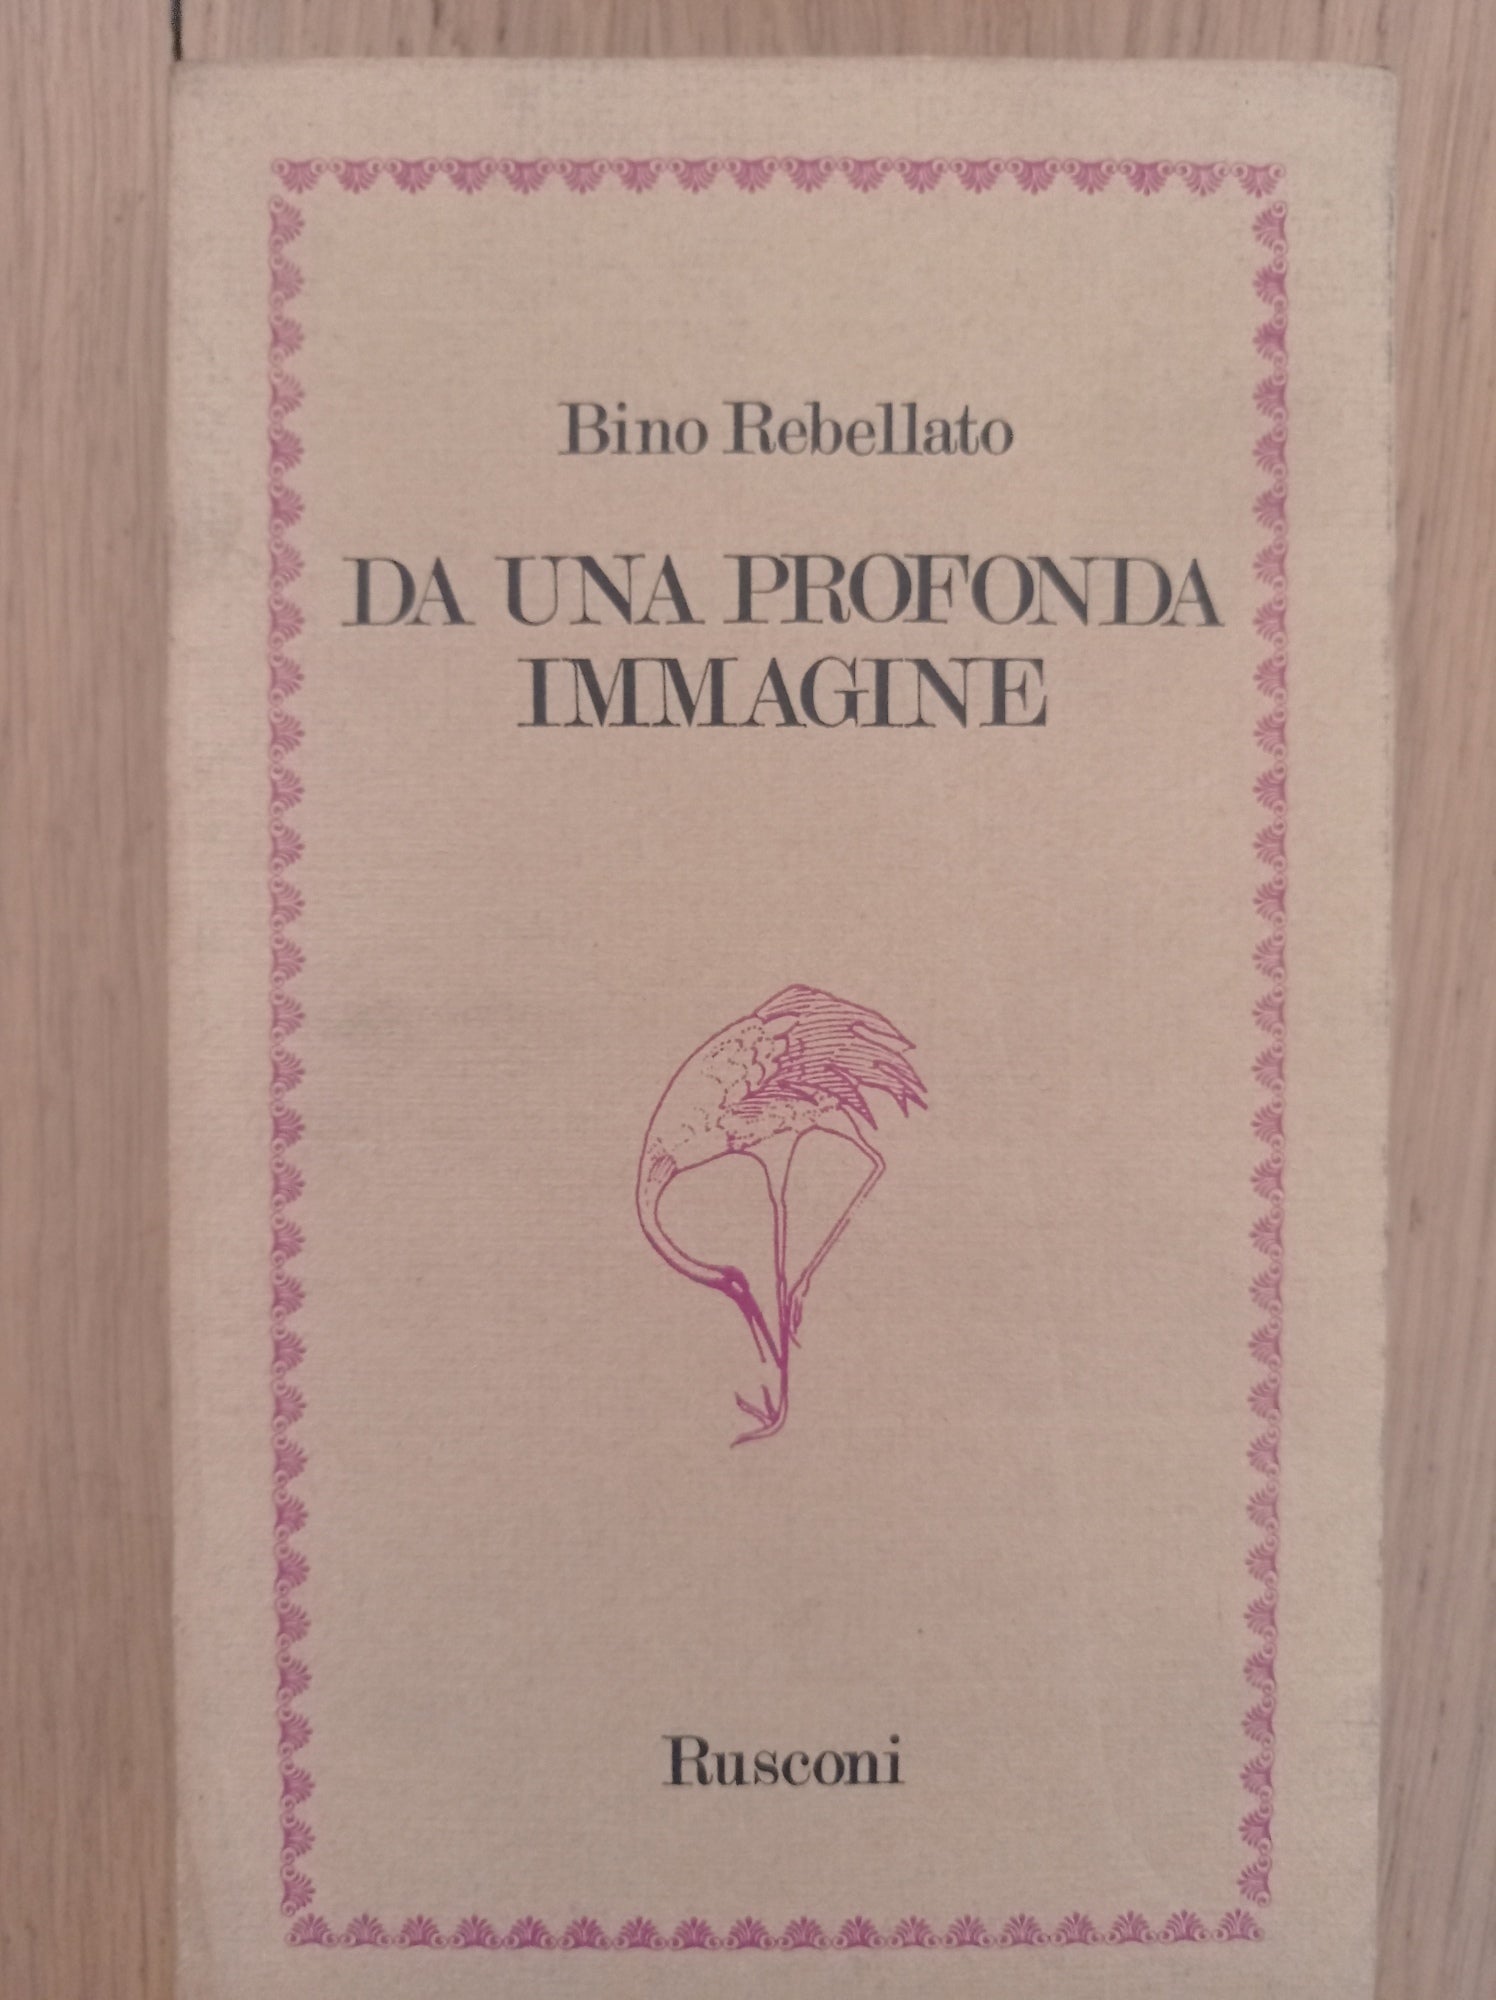 Bino Rebellato
DA UNA PROFONDA
IMMAGINE
Rusconi